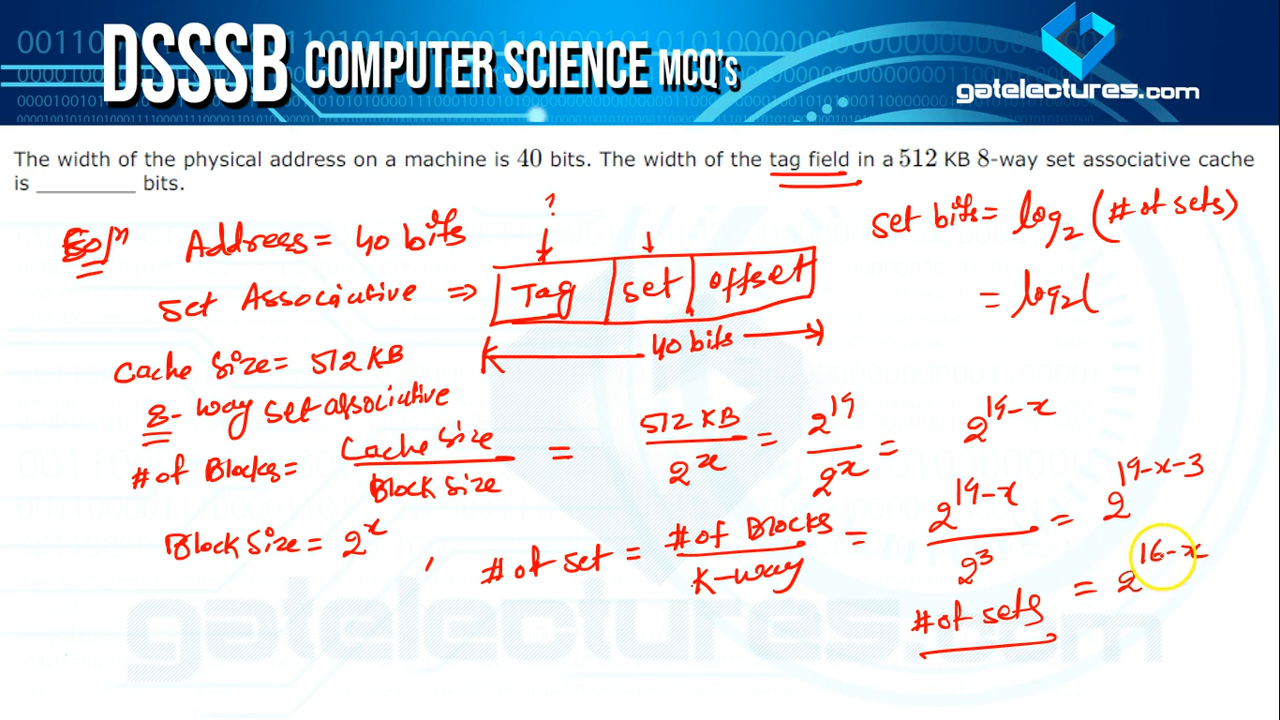 DSSSB COMPUTER SCIENCE MCQ's
gatelectures.com
The width of the physical address on a machine is 40 bits. The width of the tag field in a 512 KB 8-way set associative cache
is _________ bits.
Soln Address = 40 bits
?
Set Associative ⇒ Tag set offset
40 bits
set bits = log₂ (# of sets)
= log₂(
Cache Size = 512 KB
8- way set associative
# of Blocks = Cache Size / Block Size = 512 KB / 2^x = 2^19 / 2^x = 2^(19-x)
Block Size = 2^x , # of set = # of Blocks / K-way = 2^(19-x) / 2^3 = 2^(19-x-3)
# of sets = 2^(16-x)
gatelectures.com